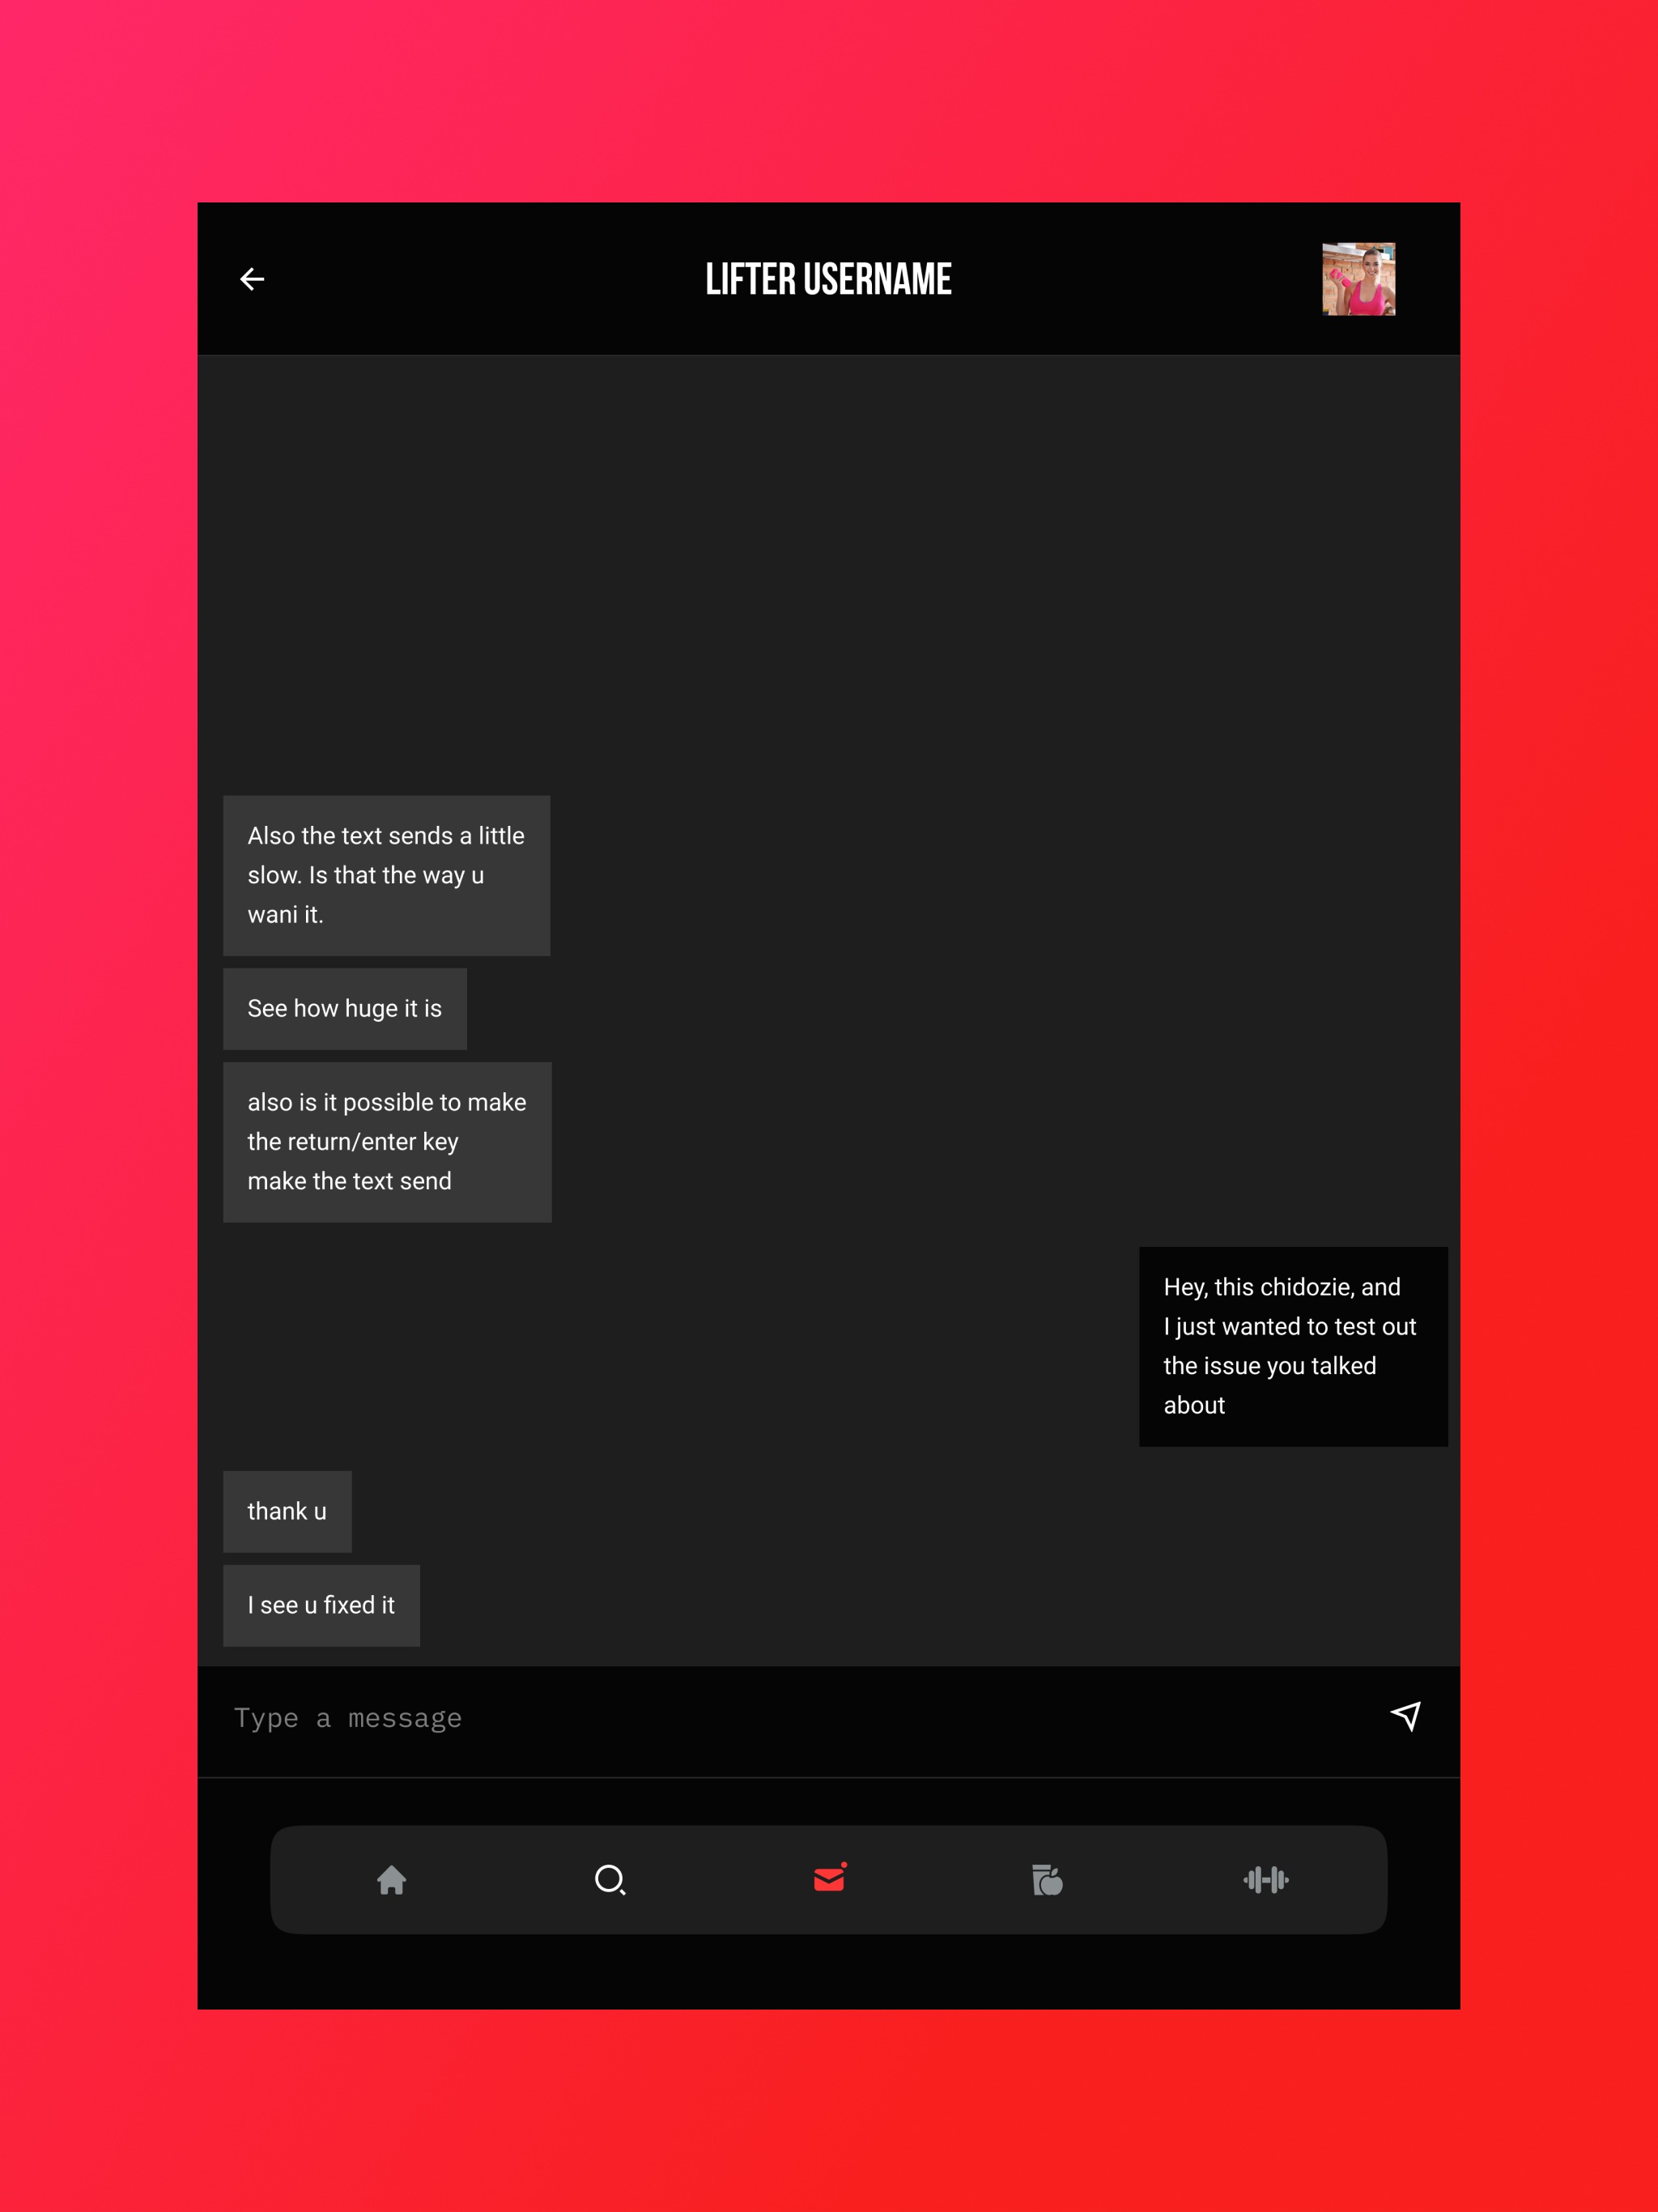 LIFTER USERNAME
Also the text sends a little
slow. Is that the way u
wani it.
See how huge it is
also is it possible to make
the return/enter key
make the text send
Hey, this chidozie, and
I just wanted to test out
the issue you talked
about
thank u
I see u fixed it
Type a message